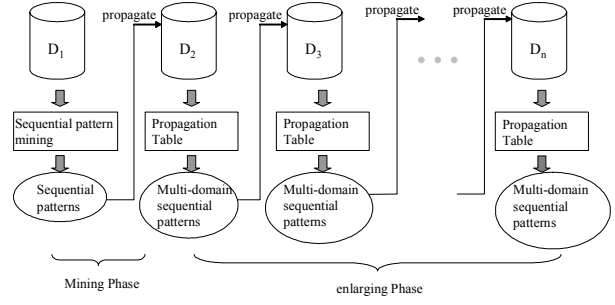 propagate
propagate
propagate
propagate
D1
D2
D3
Dn
Sequential pattern
mining
Propagation
Table
Propagation
Table
Propagation
Table
Sequential
patterns
Multi-domain
sequential
patterns
Multi-domain
sequential
patterns
Multi-domain
sequential
patterns
Mining Phase
enlarging Phase